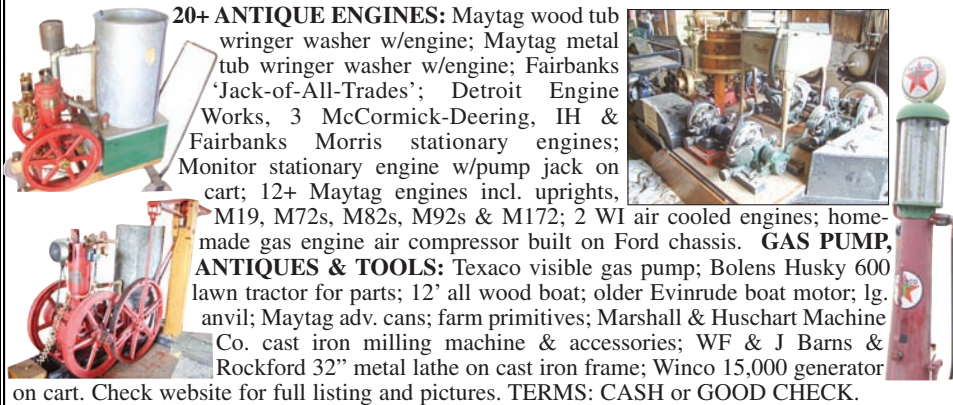 20+ ANTIQUE ENGINES: Maytag wood tub
wringer washer w/engine; Maytag metal
tub wringer washer w/engine; Fairbanks
‘Jack-of-All-Trades’; Detroit Engine
Works, 3 McCormick-Deering, IH &
Fairbanks Morris stationary engines;
Monitor stationary engine w/pump jack on
cart; 12+ Maytag engines incl. uprights,
M19, M72s, M82s, M92s & M172; 2 WI air cooled engines; home-
made gas engine air compressor built on Ford chassis. GAS PUMP,
ANTIQUES & TOOLS: Texaco visible gas pump; Bolens Husky 600
lawn tractor for parts; 12’ all wood boat; older Evinrude boat motor; lg.
anvil; Maytag adv. cans; farm primitives; Marshall & Huschart Machine
Co. cast iron milling machine & accessories; WF & J Barns &
Rockford 32” metal lathe on cast iron frame; Winco 15,000 generator
on cart. Check website for full listing and pictures. TERMS: CASH or GOOD CHECK.